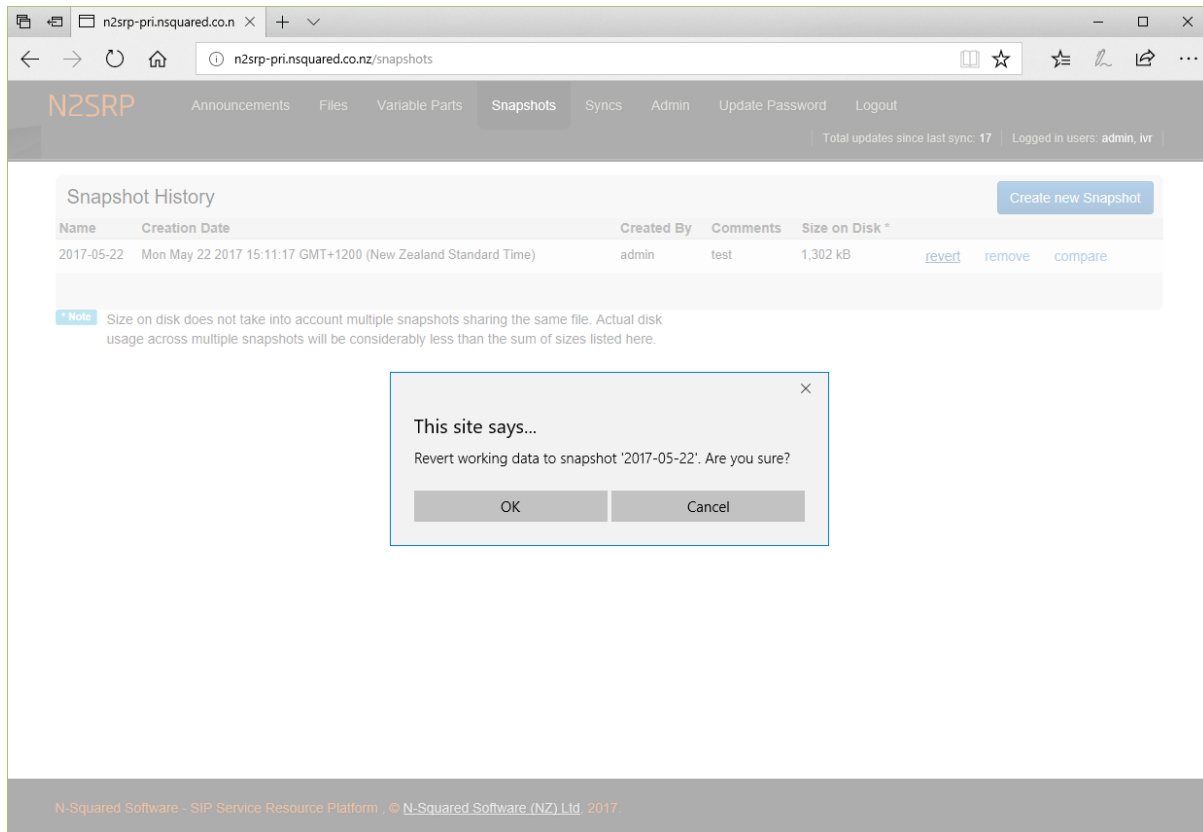 n2srp-pri.nsquared.co.n
n2srp-pri.nsquared.co.nz/snapshots
N2SRP Announcements Files Variable Parts Snapshots Syncs Admin Update Password Logout
Total updates since last sync: 17 Logged in users: admin, ivr
Snapshot History Create new Snapshot
Name Creation Date Created By Comments Size on Disk *
2017-05-22 Mon May 22 2017 15:11:17 GMT+1200 (New Zealand Standard Time) admin test 1,302 kB revert remove compare
* Note Size on disk does not take into account multiple snapshots sharing the same file. Actual disk
usage across multiple snapshots will be considerably less than the sum of sizes listed here.
This site says...
Revert working data to snapshot '2017-05-22'. Are you sure?
OK Cancel
N-Squared Software - SIP Service Resource Platform , © N-Squared Software (NZ) Ltd, 2017.